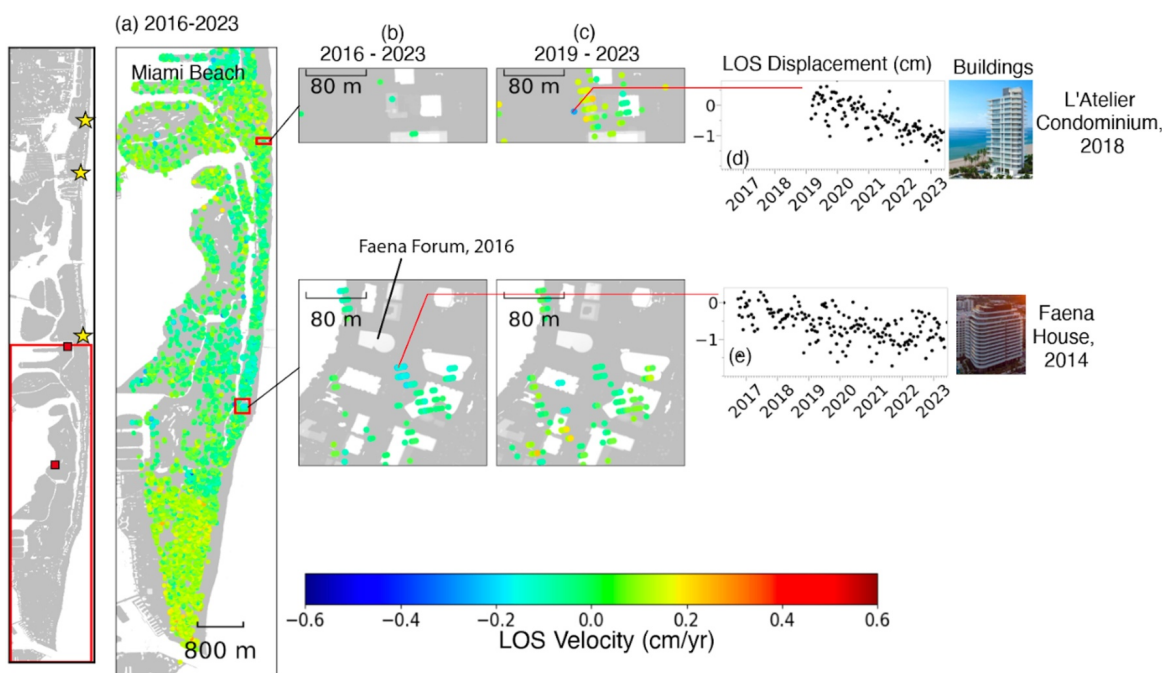 (a) 2016-2023
(b)
2016 - 2023
(c)
2019 - 2023
Miami Beach
80 m
80 m
LOS Displacement (cm)
Buildings
0
−1
(d)
2017
2018
2019
2020
2021
2022
2023
L'Atelier
Condominium,
2018
Faena Forum, 2016
80 m
80 m
0
−1
(e)
2017
2018
2019
2020
2021
2022
2023
Faena
House,
2014
800 m
−0.6
−0.4
−0.2
0.0
0.2
0.4
0.6
LOS Velocity (cm/yr)